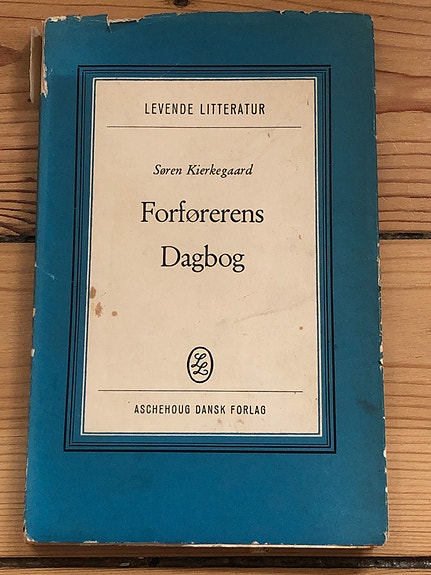 LEVENDE LITTERATUR
Søren Kierkegaard
Forførerens
Dagbog
LL
ASCHEHOUG DANSK FORLAG